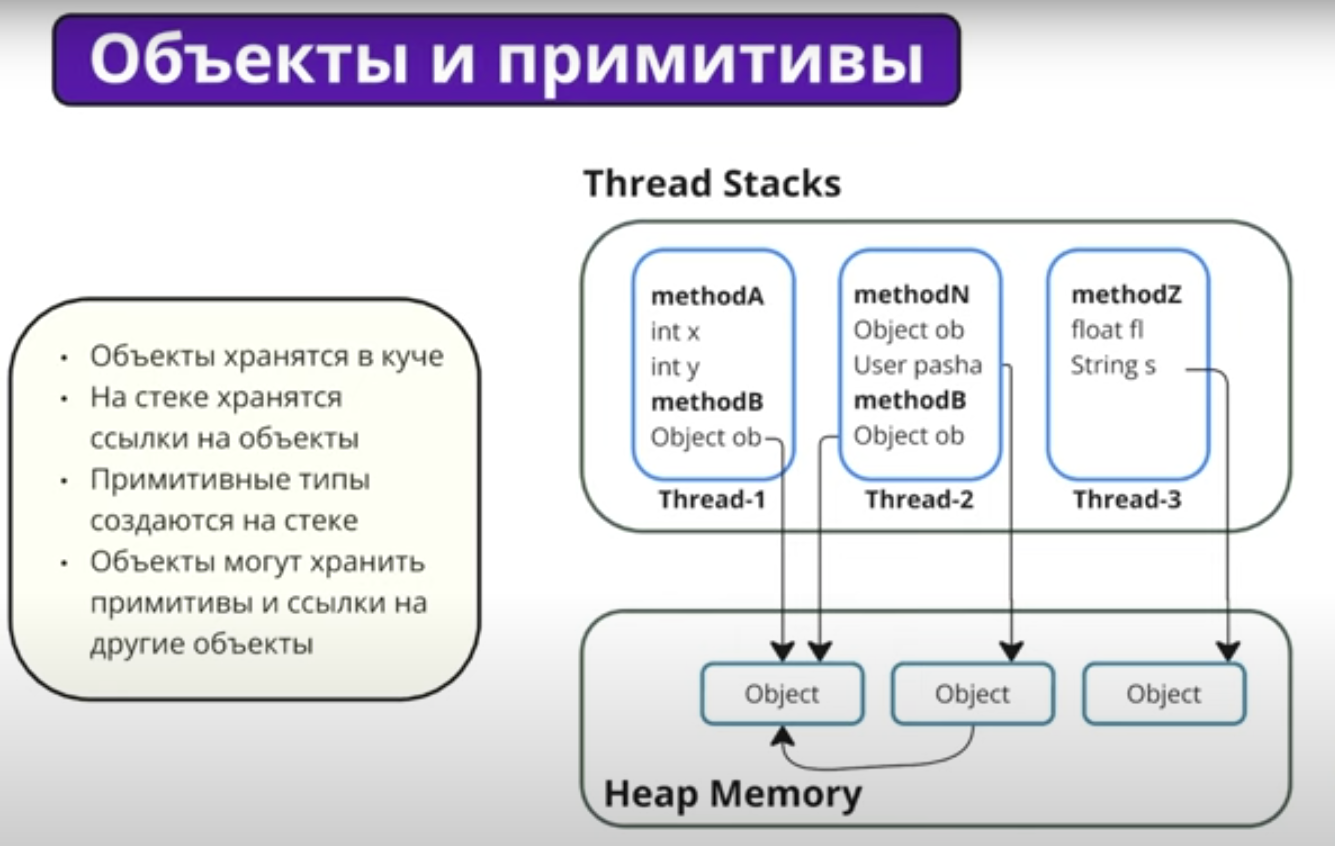 Объекты и примитивы
• Объекты хранятся в куче
• На стеке хранятся
ссылки на объекты
• Примитивные типы
создаются на стеке
• Объекты могут хранить
примитивы и ссылки на
другие объекты
Thread Stacks
methodA
int x
int y
methodB
Object ob
Thread-1
methodN
Object ob
User pasha
methodB
Object ob
Thread-2
methodZ
float fl
String s
Thread-3
Object
Object
Object
Heap Memory